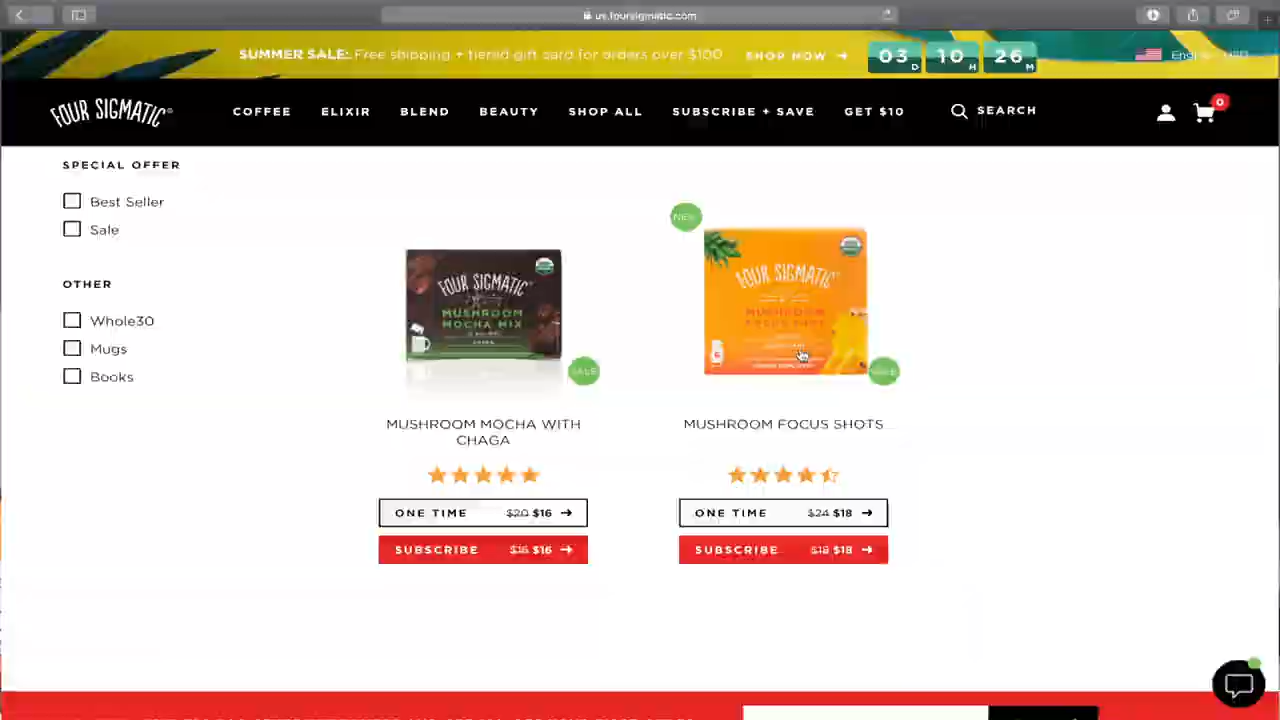 us.foursigmatic.com
SUMMER SALE: Free shipping + tiered gift card for orders over $100 SHOP NOW → 03 D 10 H 26 M
FOUR SIGMATIC® COFFEE ELIXIR BLEND BEAUTY SHOP ALL SUBSCRIBE + SAVE GET $10 SEARCH 0
SPECIAL OFFER
Best Seller
Sale
OTHER
Whole30
Mugs
Books
FOUR SIGMATIC
MUSHROOM
MOCHA MIX
SALE
MUSHROOM MOCHA WITH
CHAGA
ONE TIME $20 $16 →
SUBSCRIBE $16 $16 →
NEW
FOUR SIGMATIC
MUSHROOM
SALE
MUSHROOM FOCUS SHOTS
ONE TIME $24 $18 →
SUBSCRIBE $18 $18 →